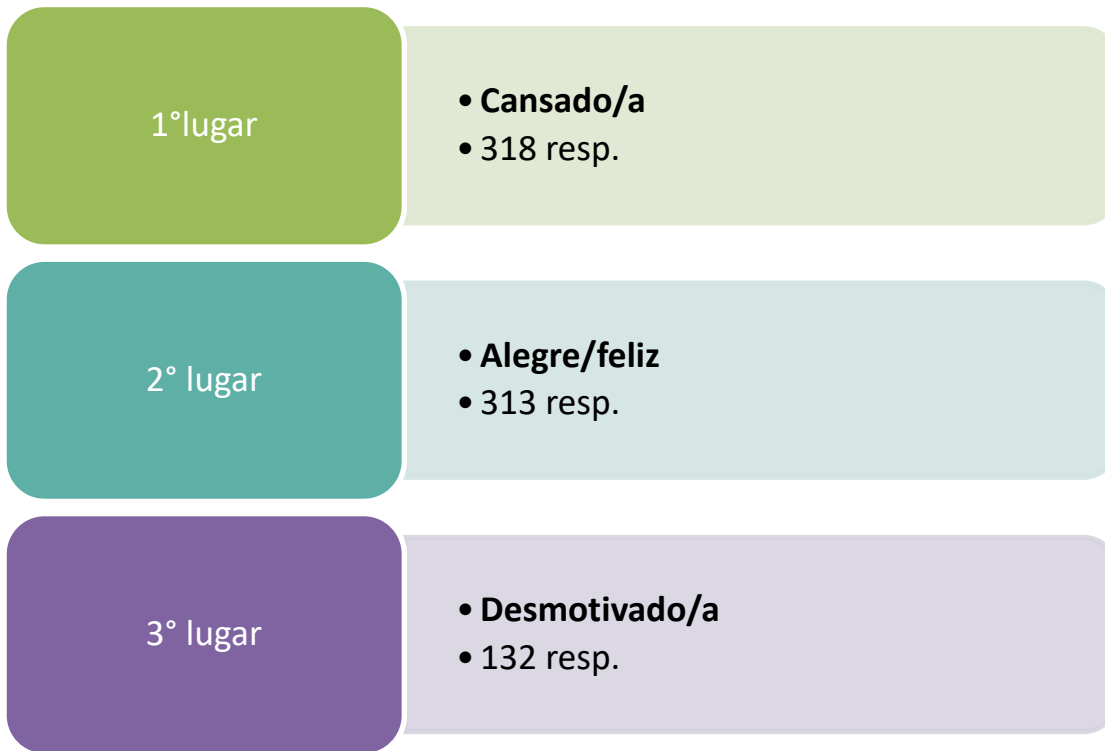 1°lugar
• Cansado/a
• 318 resp.
2° lugar
• Alegre/feliz
• 313 resp.
3° lugar
• Desmotivado/a
• 132 resp.